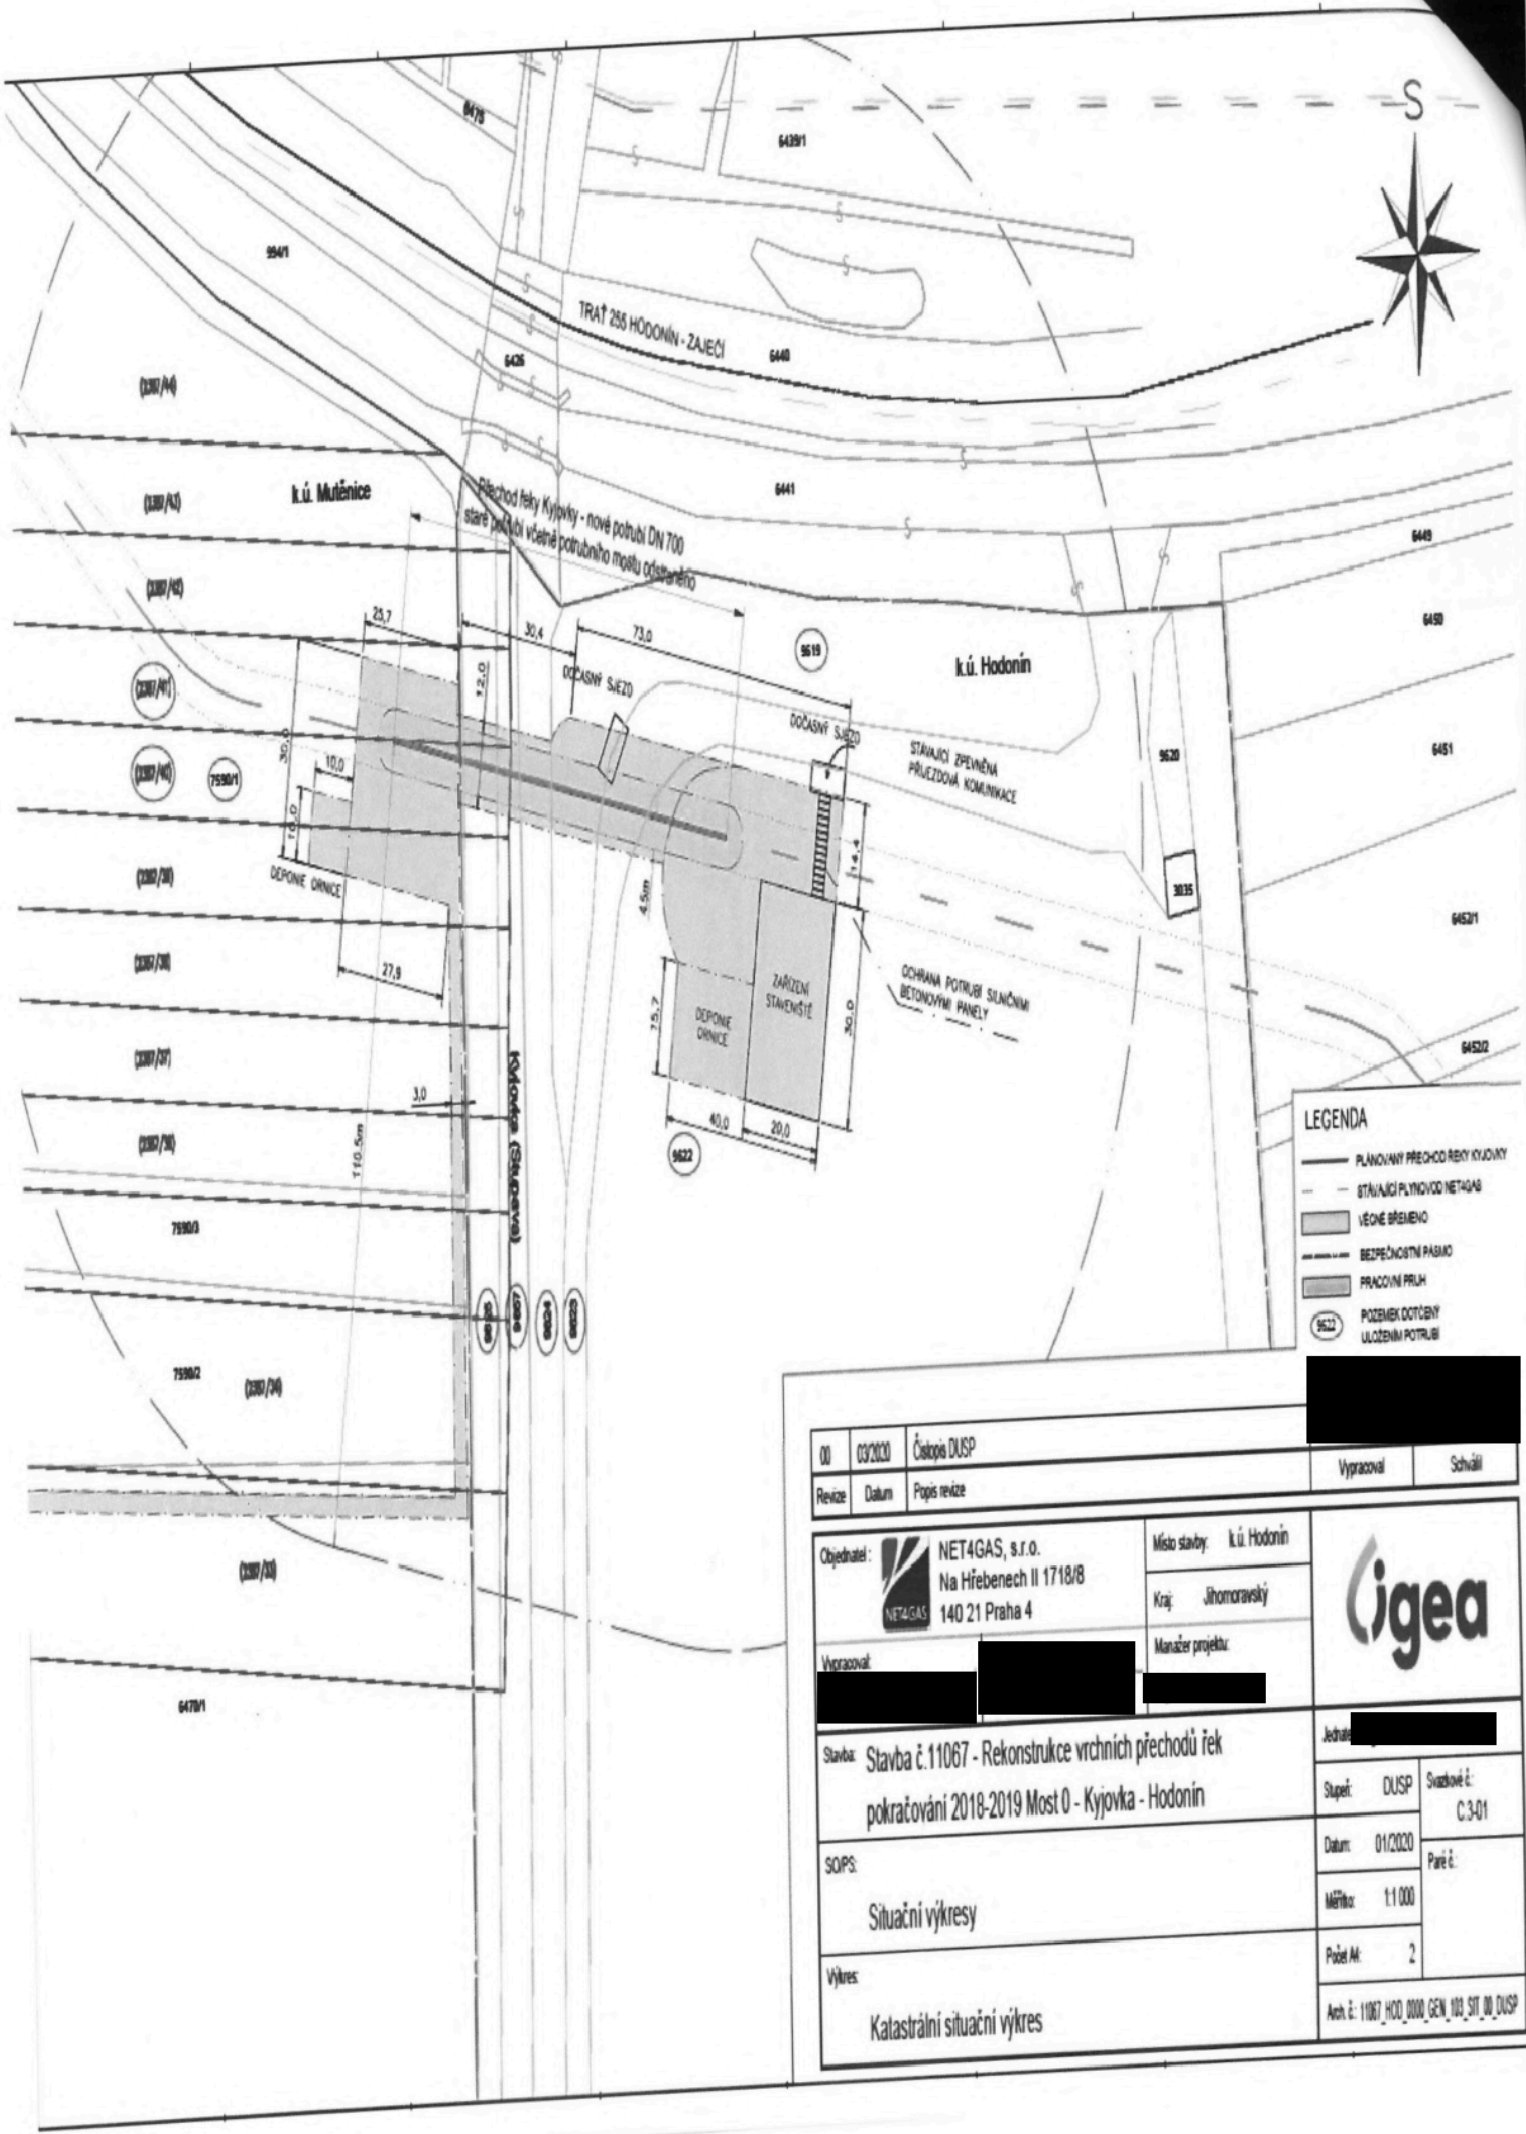 S
6439/1
994/1
TRAŤ 255 HODONÍN - ZAJEČÍ
6440
6426
6441
k.ú. Mutěnice
Přechod řeky Kyjovky - nové potrubí DN 700
staré potrubí včetně potrubního mostu odstraněno
6449
6450
6451
6452/1
6452/2
25,7
30,4
73,0
12,0
9619
k.ú. Hodonín
DOČASNÝ SJEZD
DOČASNÝ SJEZD
STÁVAJÍCÍ ZPEVNĚNÁ
PŘÍJEZDOVÁ KOMUNIKACE
9620
3035
30,0
10,0
10,0
7590/1
DEPONIE ORNICE
14,4
4,5m
27,9
ZAŘÍZENÍ
STAVENIŠTĚ
DEPONIE
ORNICE
OCHRANA POTRUBÍ SILNIČNÍMI
BETONOVÝMI PANELY
15,7
30,0
40,0
20,0
9622
3,0
110,5m
Kyjovka (Stupava)
7590/3
7590/2
9624
9623
6470/1
LEGENDA
PLÁNOVANÝ PŘECHOD ŘEKY KYJOVKY
STÁVAJÍCÍ PLYNOVOD NET4GAS
VĚCNÉ BŘEMENO
BEZPEČNOSTNÍ PÁSMO
PRACOVNÍ PRUH
9622
POZEMEK DOTČENÝ
ULOŽENÍM POTRUBÍ
00 03/2020 Čistopis DUSP
Revize Datum Popis revize Vypracoval Schválil
Objednatel:
NET4GAS
NET4GAS, s.r.o.
Na Hřebenech II 1718/8
140 21 Praha 4
Místo stavby: k.ú. Hodonín
Kraj: Jihomoravský
Manažer projektu:
igea
Vypracoval:
Stavba: Stavba č.11067 - Rekonstrukce vrchních přechodů řek
pokračování 2018-2019 Most 0 - Kyjovka - Hodonín
Stupeň: DUSP
Svazkové č.:
C.3-01
Datum: 01/2020
Paré č.:
Měřítko: 1:1 000
Počet A4: 2
SO/PS:
Situační výkresy
Výkres:
Katastrální situační výkres
Arch. č.: 11067_HOD_0000_GEN_103_SIT_00_DUSP